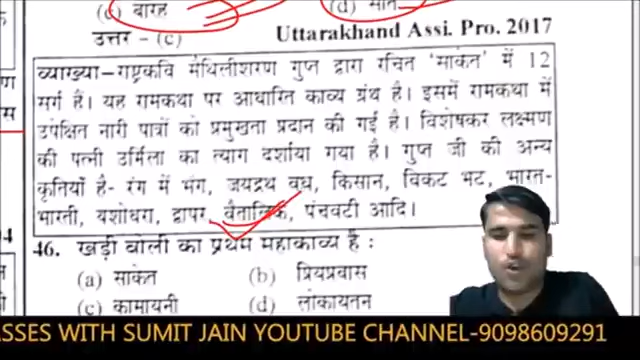 (c) बारह (d) सात
उत्तर – (c) Uttarakhand Assi. Pro. 2017
व्याख्या– राष्ट्रकवि मैथिलीशरण गुप्त द्वारा रचित 'साकेत' में 12
सर्ग हैं। यह रामकथा पर आधारित काव्य ग्रंथ है। इसमें रामकथा में
उपेक्षित नारी पात्रों को प्रमुखता प्रदान की गई है। विशेषकर लक्ष्मण
की पत्नी उर्मिला का त्याग दर्शाया गया है। गुप्त जी की अन्य
कृतियाँ है- रंग में भंग, जयद्रथ वध, किसान, विकट भट, भारत-
भारती, यशोधरा, द्वापर, वैतालिक, पंचवटी आदि।
46. खड़ी बोली का प्रथम महाकाव्य है :
(a) साकेत (b) प्रियप्रवास
(c) कामायनी (d) लोकायतन
ASSES WITH SUMIT JAIN YOUTUBE CHANNEL-9098609291